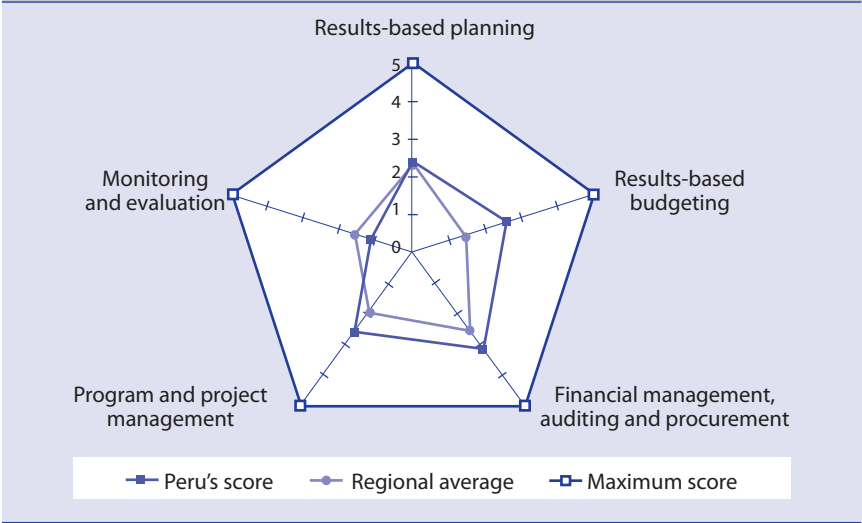 Results-based planning
5
4
3
2
1
0
Monitoring
and evaluation
Results-based
budgeting
Program and project
management
Financial management,
auditing and procurement
Peru's score
Regional average
Maximum score